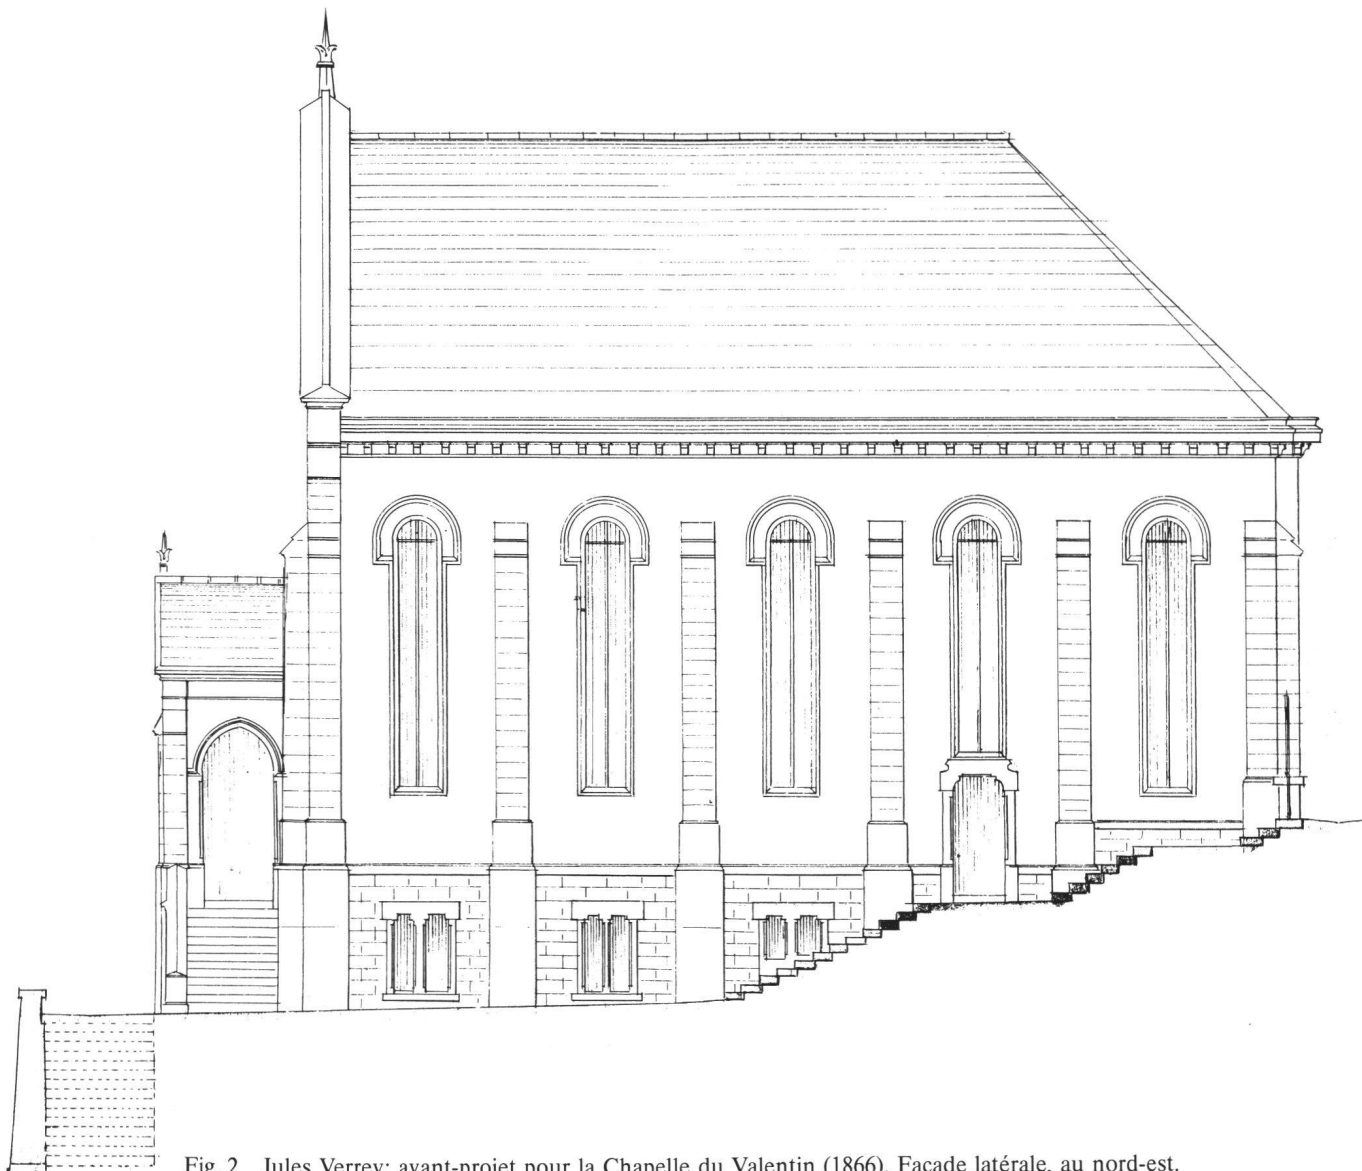 Fig. 2 Jules Verrey: avant-projet pour la Chapelle du Valentin (1866). Façade latérale, au nord-est.